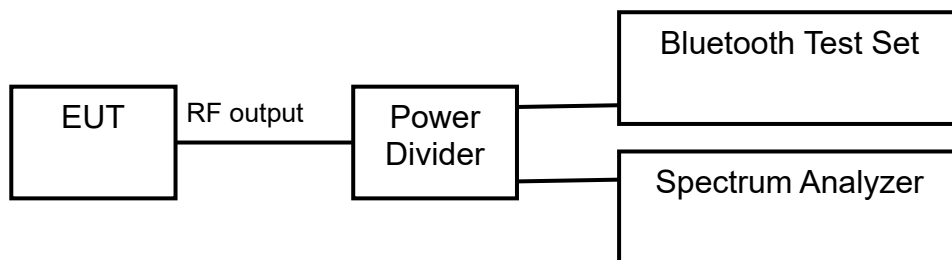 Bluetooth Test Set
EUT
RF output
Power
Divider
Spectrum Analyzer